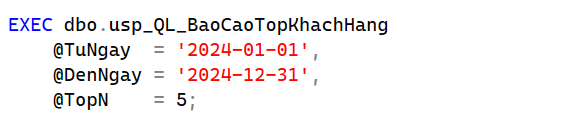 EXEC dbo.usp_QL_BaoCaoTopKhachHang
    @TuNgay  = '2024-01-01',
    @DenNgay = '2024-12-31',
    @TopN    = 5;